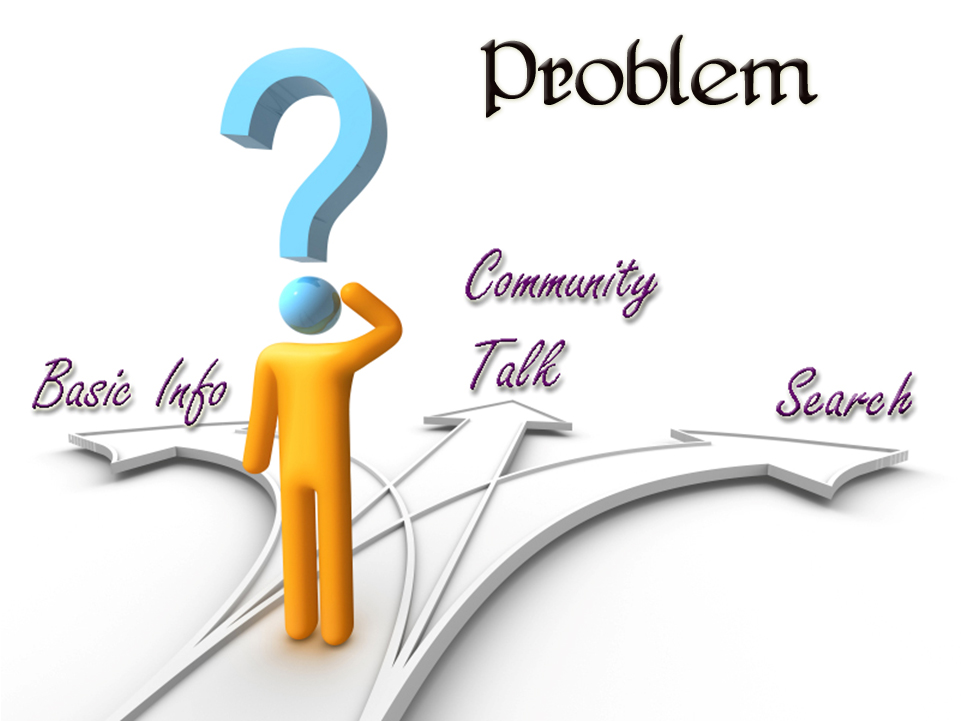 Problem
Community
Talk
Basic Info
Search